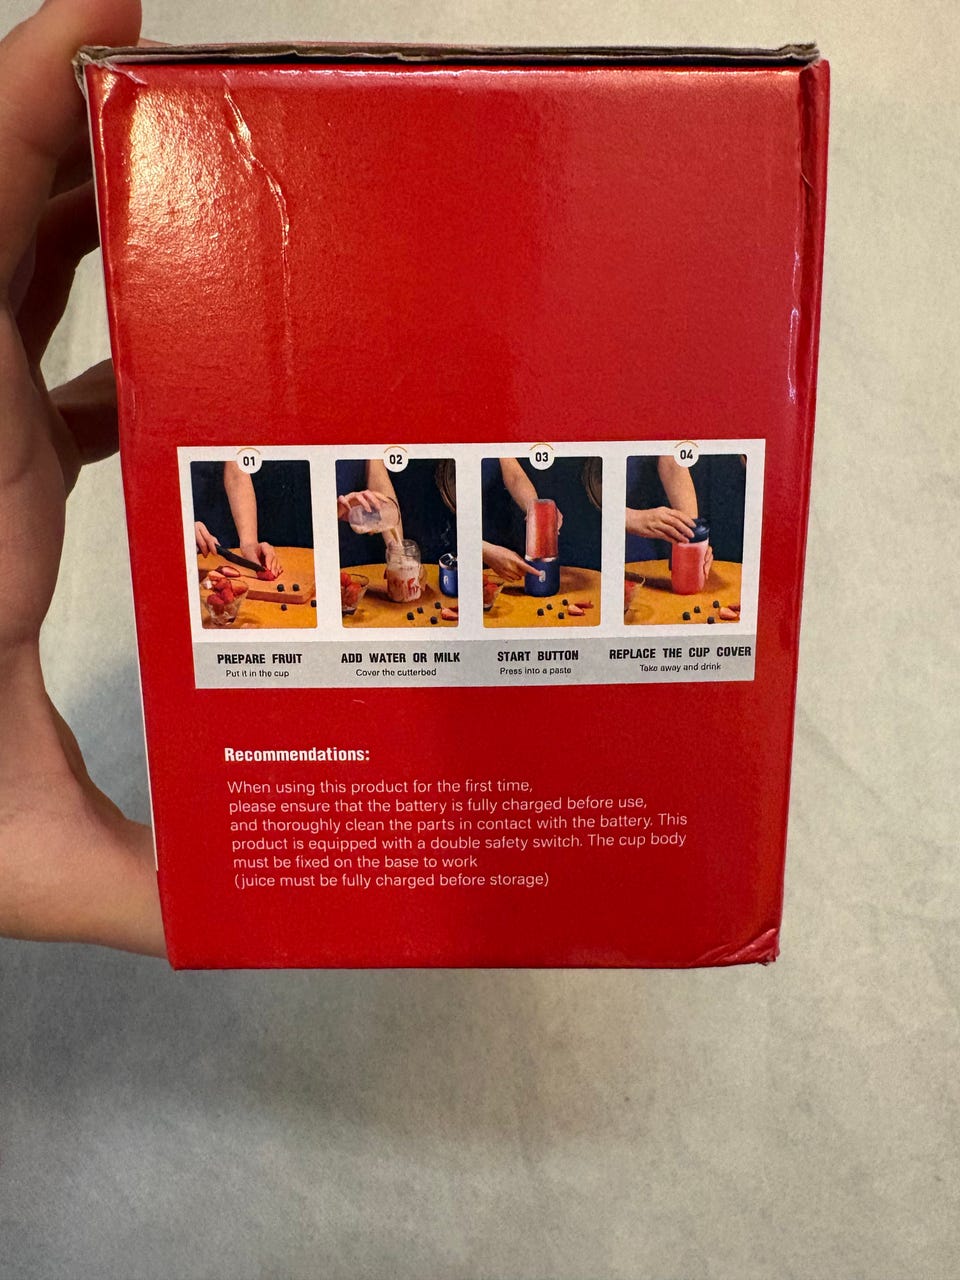 01
02
03
04
PREPARE FRUIT
Put it in the cup
ADD WATER OR MILK
Cover the cutterbed
START BUTTON
Press into a paste
REPLACE THE CUP COVER
Take away and drink
Recommendations:
When using this product for the first time,
please ensure that the battery is fully charged before use,
and thoroughly clean the parts in contact with the battery. This
product is equipped with a double safety switch. The cup body
must be fixed on the base to work
(juice must be fully charged before storage)